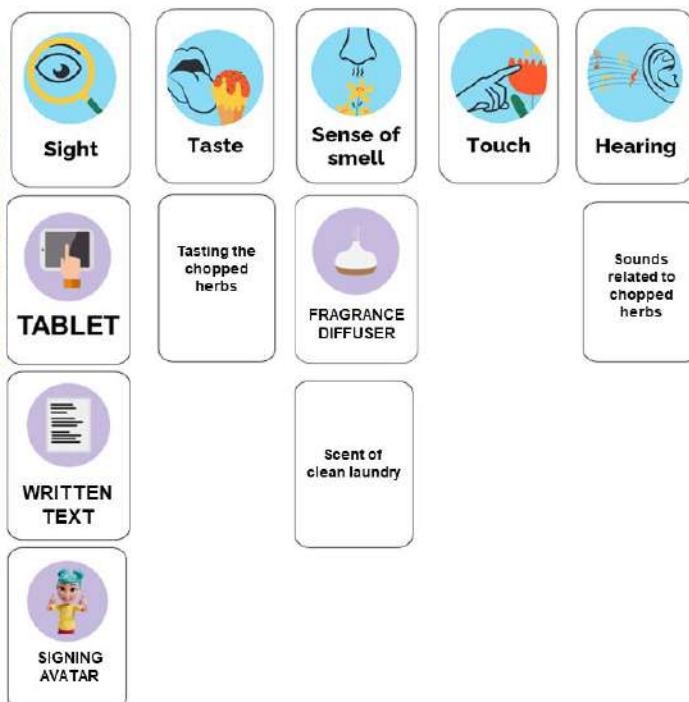 Sight
Taste
Sense of
smell
Touch
Hearing
TABLET
Tasting the
chopped
herbs
FRAGRANCE
DIFFUSER
Sounds
related to
chopped
herbs
WRITTEN
TEXT
Scent of
clean laundry
SIGNING
AVATAR